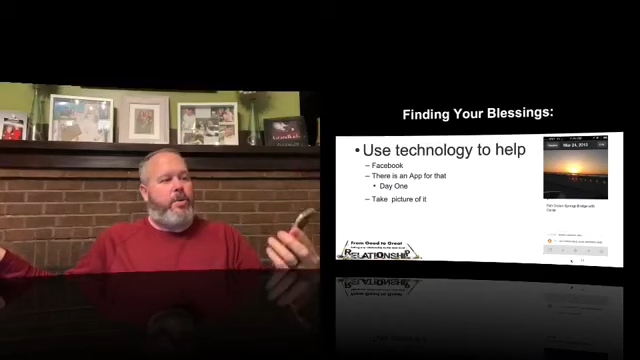 Finding Your Blessings:
• Use technology to help
– Facebook
– There is an App for that
• Day One
– Take picture of it
Mar 24, 2013
From Good to Great
RELATIONSHIP